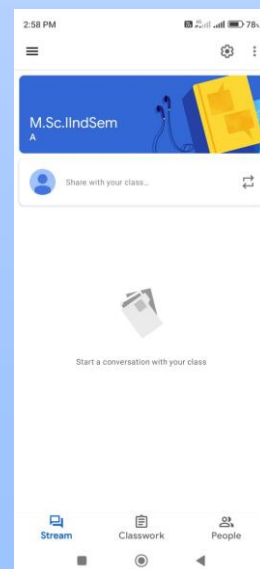 2:58 PM
78
M.Sc.IIndSem
A
Share with your class...
Start a conversation with your class
Stream
Classwork
People